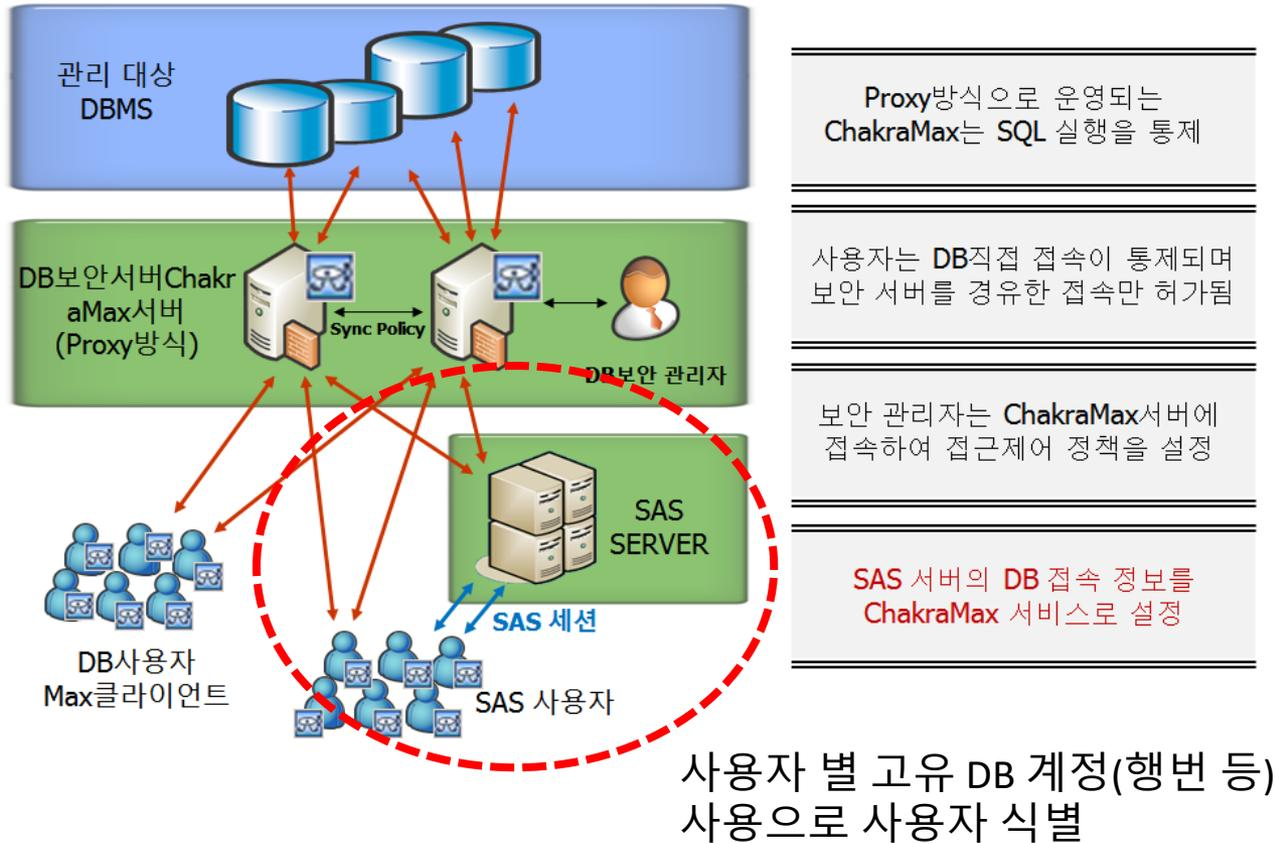 관리 대상
DBMS
DB보안서버Chakr
aMax서버
(Proxy방식)
Sync Policy
DB보안 관리자
SAS
SERVER
SAS 세션
DB사용자
Max클라이언트
SAS 사용자
Proxy방식으로 운영되는
ChakraMax는 SQL 실행을 통제
사용자는 DB직접 접속이 통제되며
보안 서버를 경유한 접속만 허가됨
보안 관리자는 ChakraMax서버에
접속하여 접근제어 정책을 설정
SAS 서버의 DB 접속 정보를
ChakraMax 서비스로 설정
사용자 별 고유 DB 계정(행번 등)
사용으로 사용자 식별